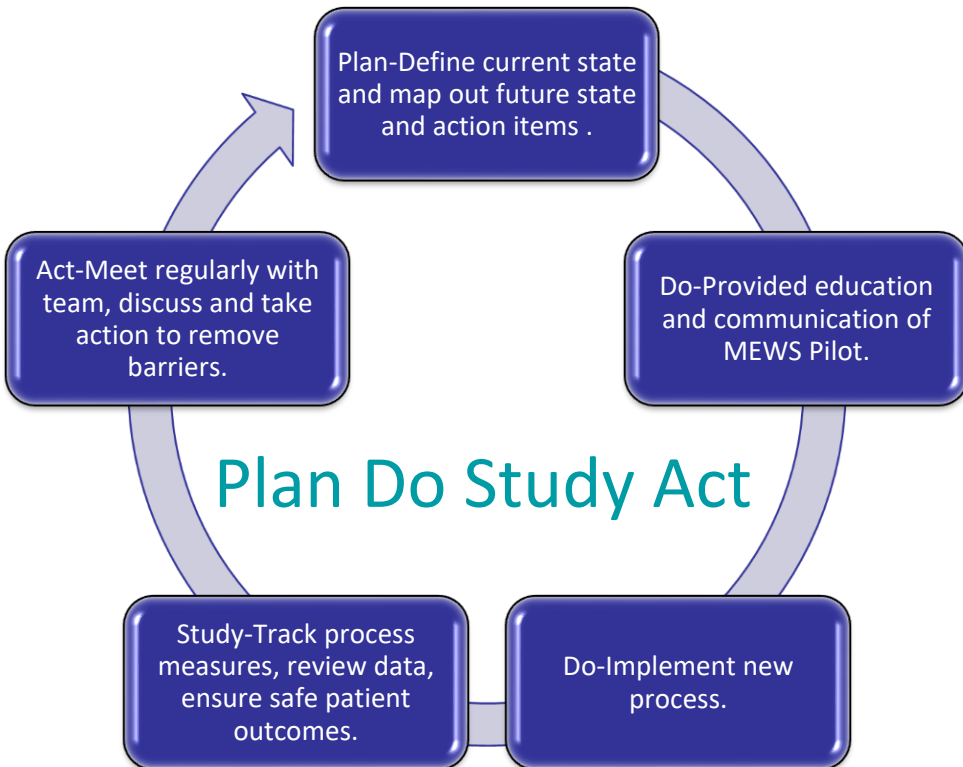 Plan-Define current state
and map out future state
and action items .
Do-Provided education
and communication of
MEWS Pilot.
Do-Implement new
process.
Study-Track process
measures, review data,
ensure safe patient
outcomes.
Act-Meet regularly with
team, discuss and take
action to remove
barriers.
Plan Do Study Act